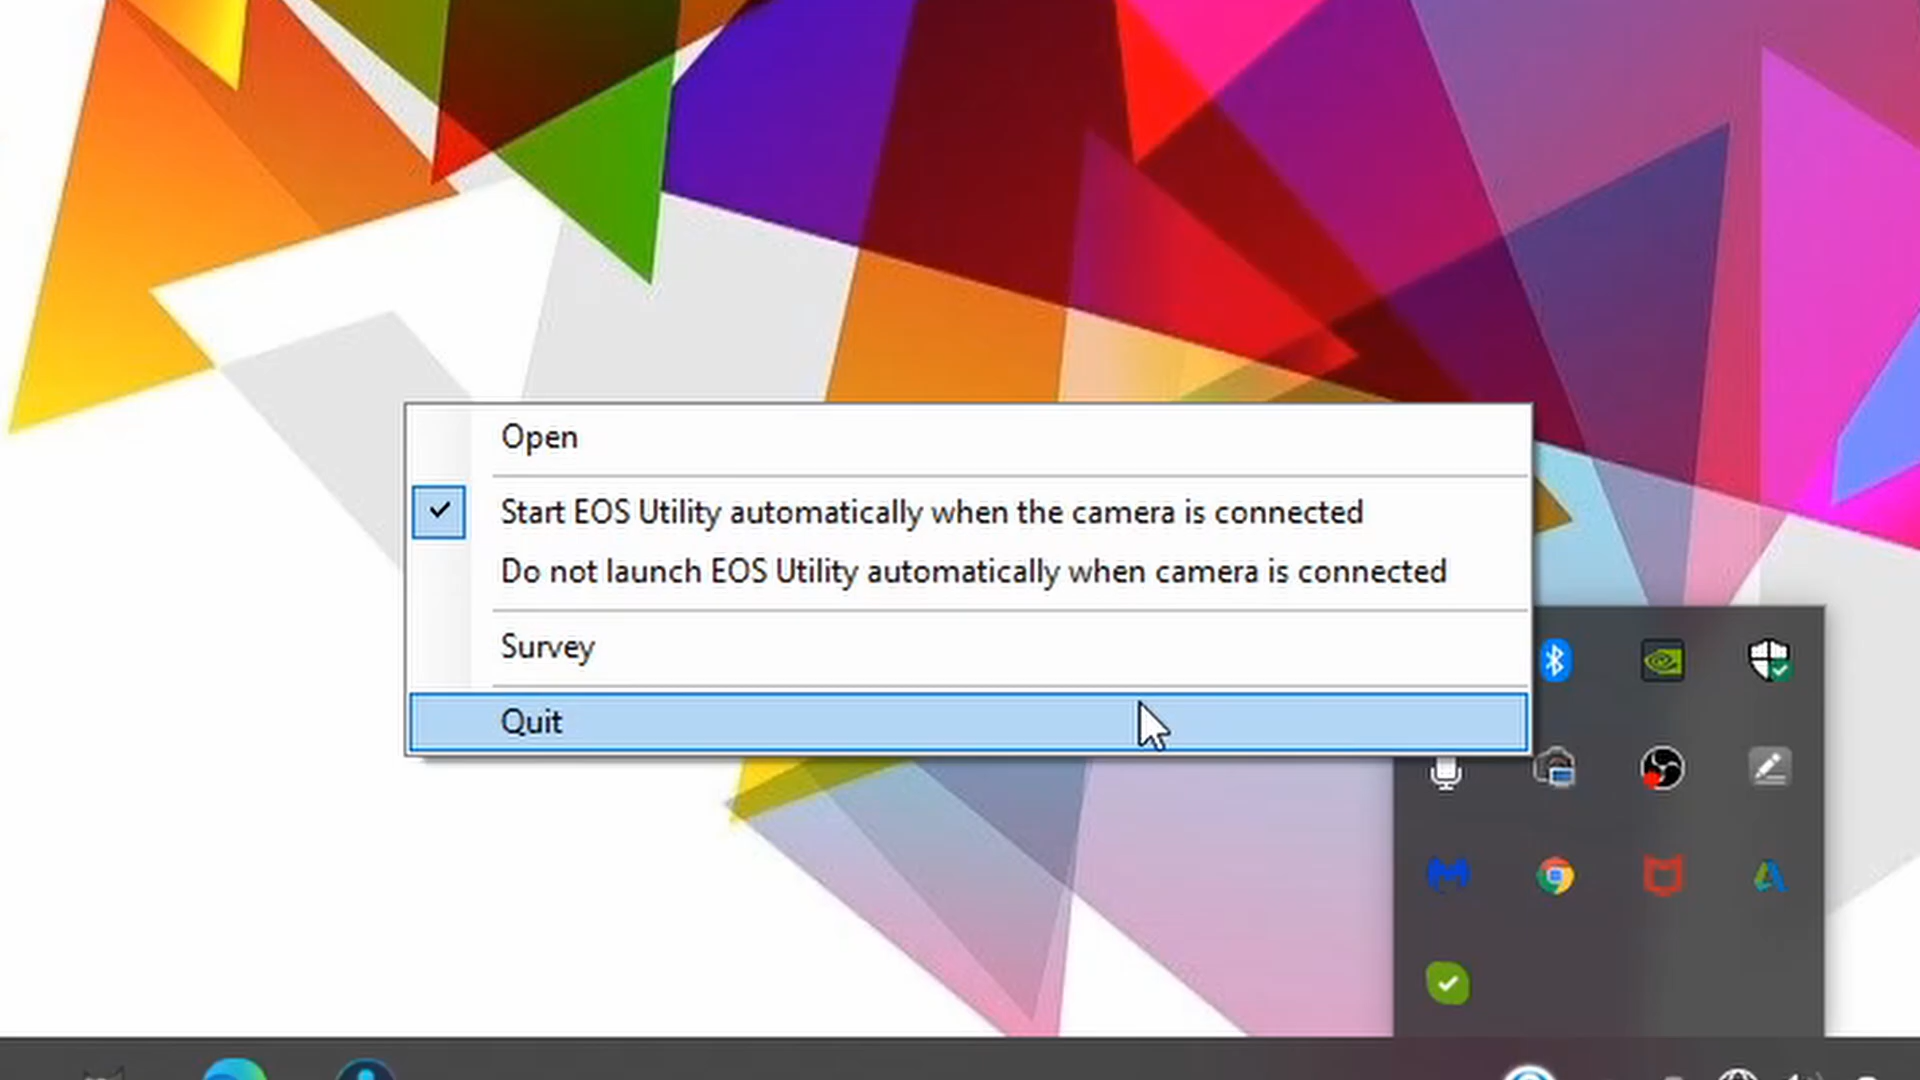 Open
Start EOS Utility automatically when the camera is connected
Do not launch EOS Utility automatically when camera is connected
Survey
Quit